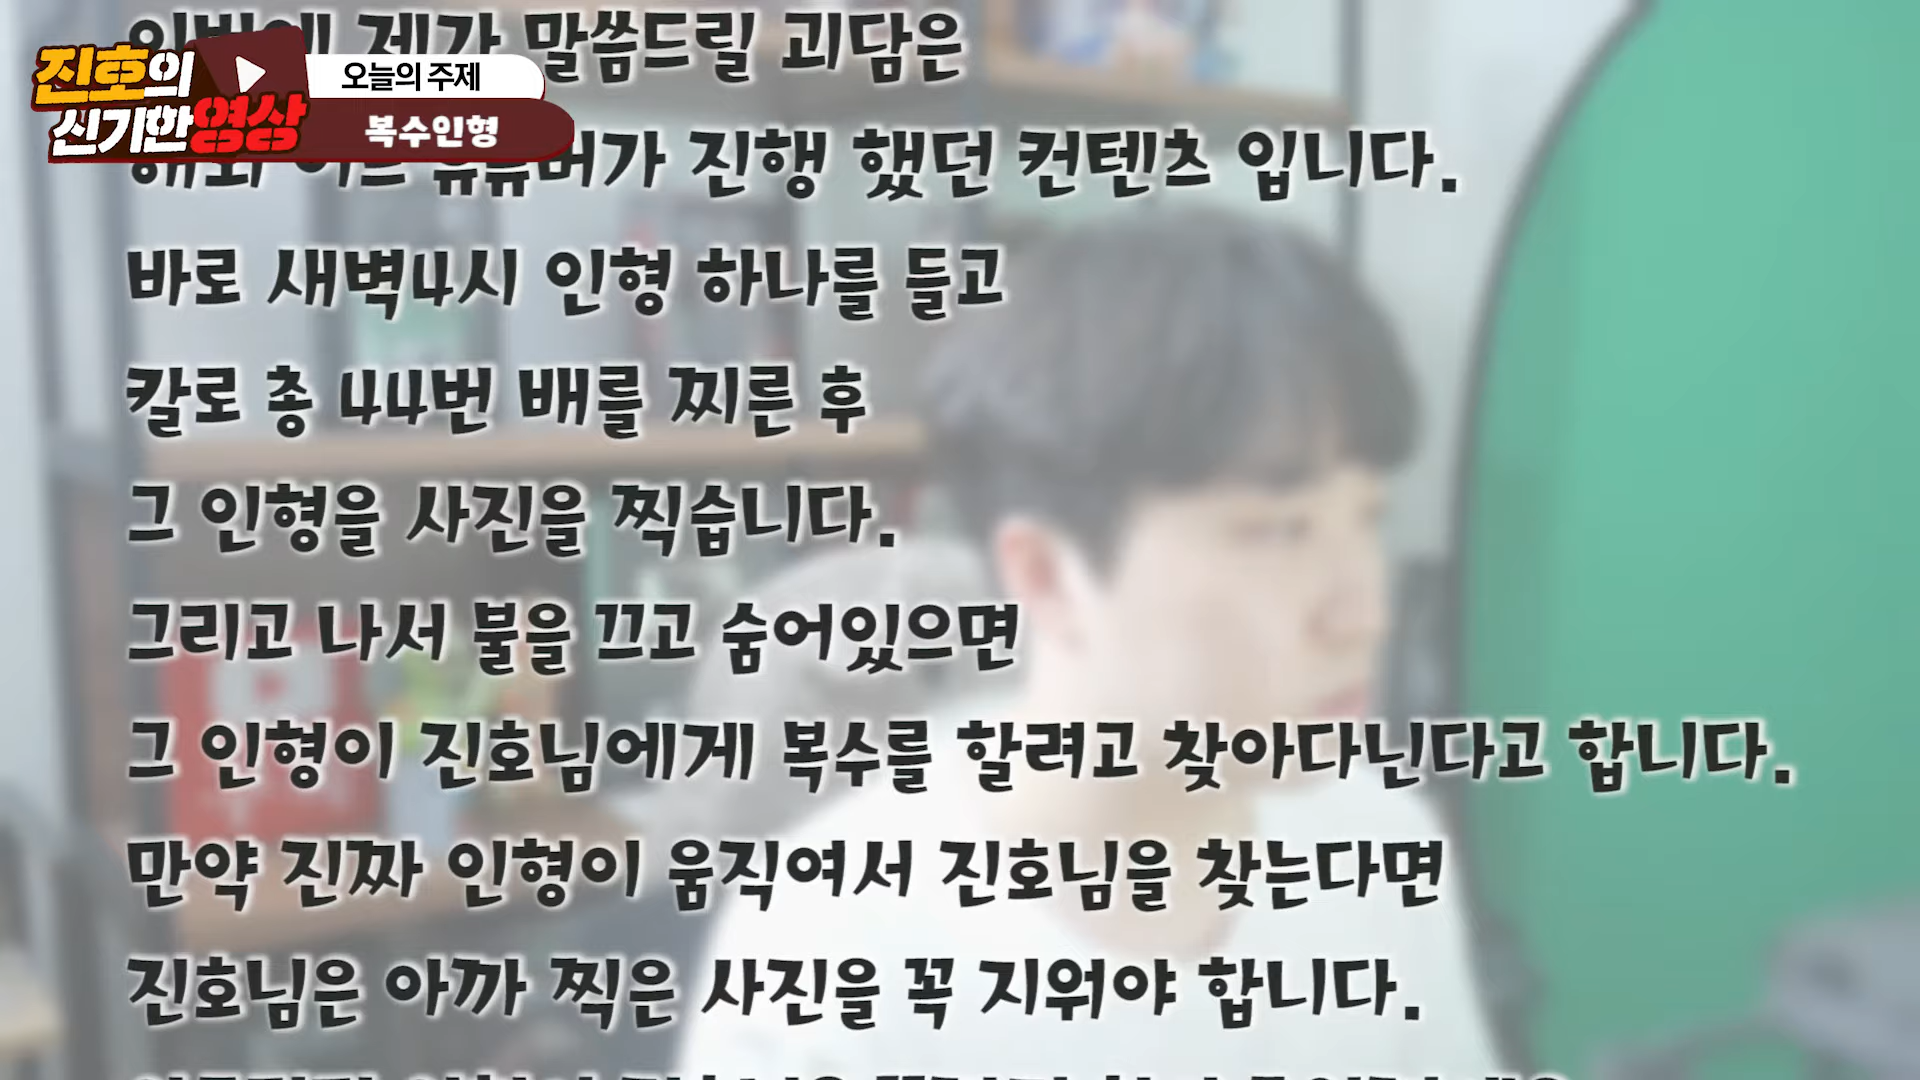 진호의
신기한영상
오늘의 주제
복수인형
제가 말씀드릴 괴담은
유튜버가 진행 했던 컨텐츠 입니다.
바로 새벽4시 인형 하나를 들고
칼로 총 44번 배를 찌른 후
그 인형을 사진을 찍습니다.
그리고 나서 불을 끄고 숨어있으면
그 인형이 진호님에게 복수를 할려고 찾아다닌다고 합니다.
만약 진짜 인형이 움직여서 진호님을 찾는다면
진호님은 아까 찍은 사진을 꼭 지워야 합니다.